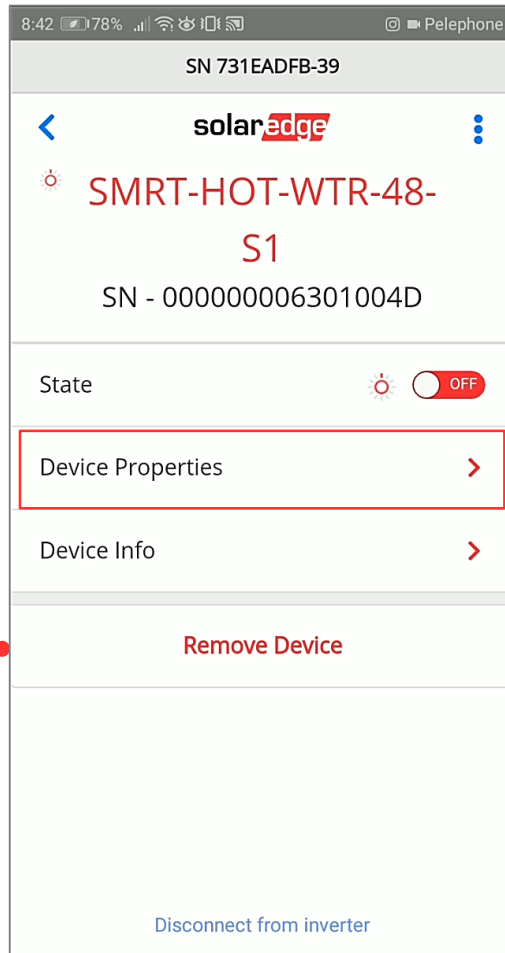 8:42 78% Pelephone
SN 731EADFB-39
solaredge
SMRT-HOT-WTR-48-
S1
SN - 000000006301004D
State OFF
Device Properties
Device Info
Remove Device
Disconnect from inverter